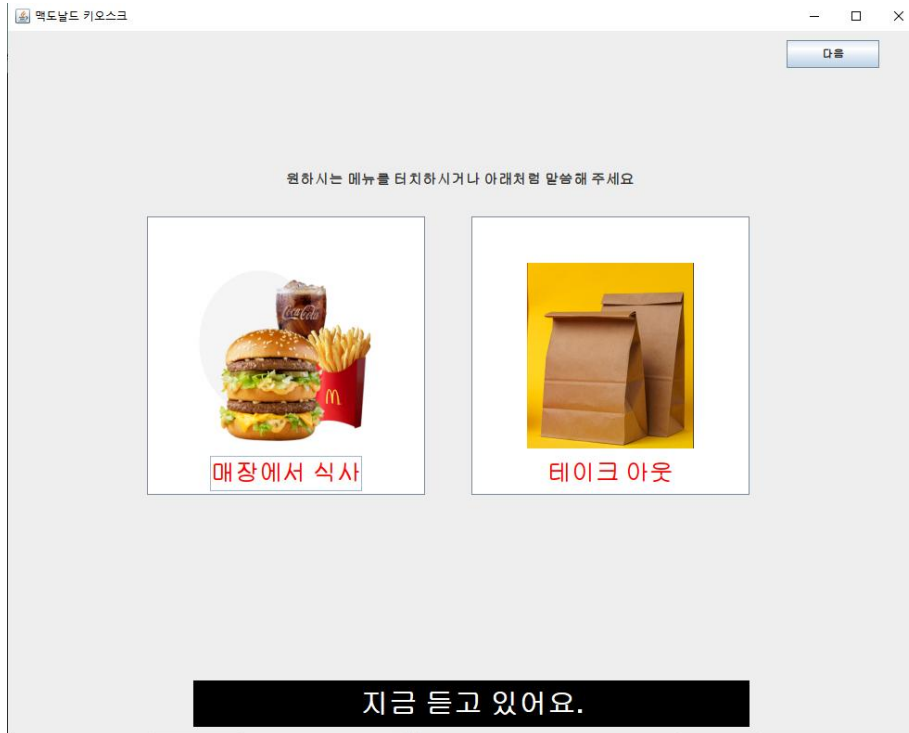 맥도날드 키오스크
다음
원하시는 메뉴를 터치하시거나 아래처럼 말씀해 주세요
Coca-Cola
매장에서 식사
테이크 아웃
지금 듣고 있어요.